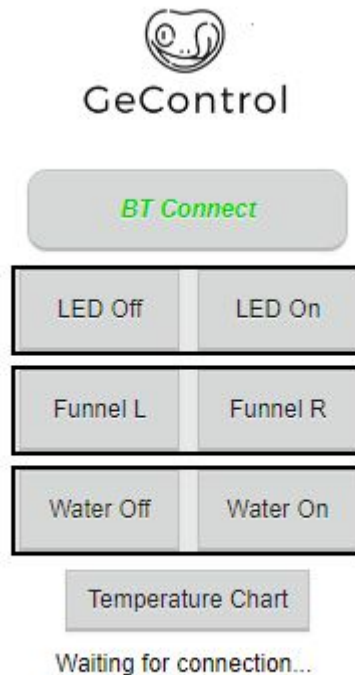 GeControl
BT Connect
LED Off LED On
Funnel L Funnel R
Water Off Water On
Temperature Chart
Waiting for connection...